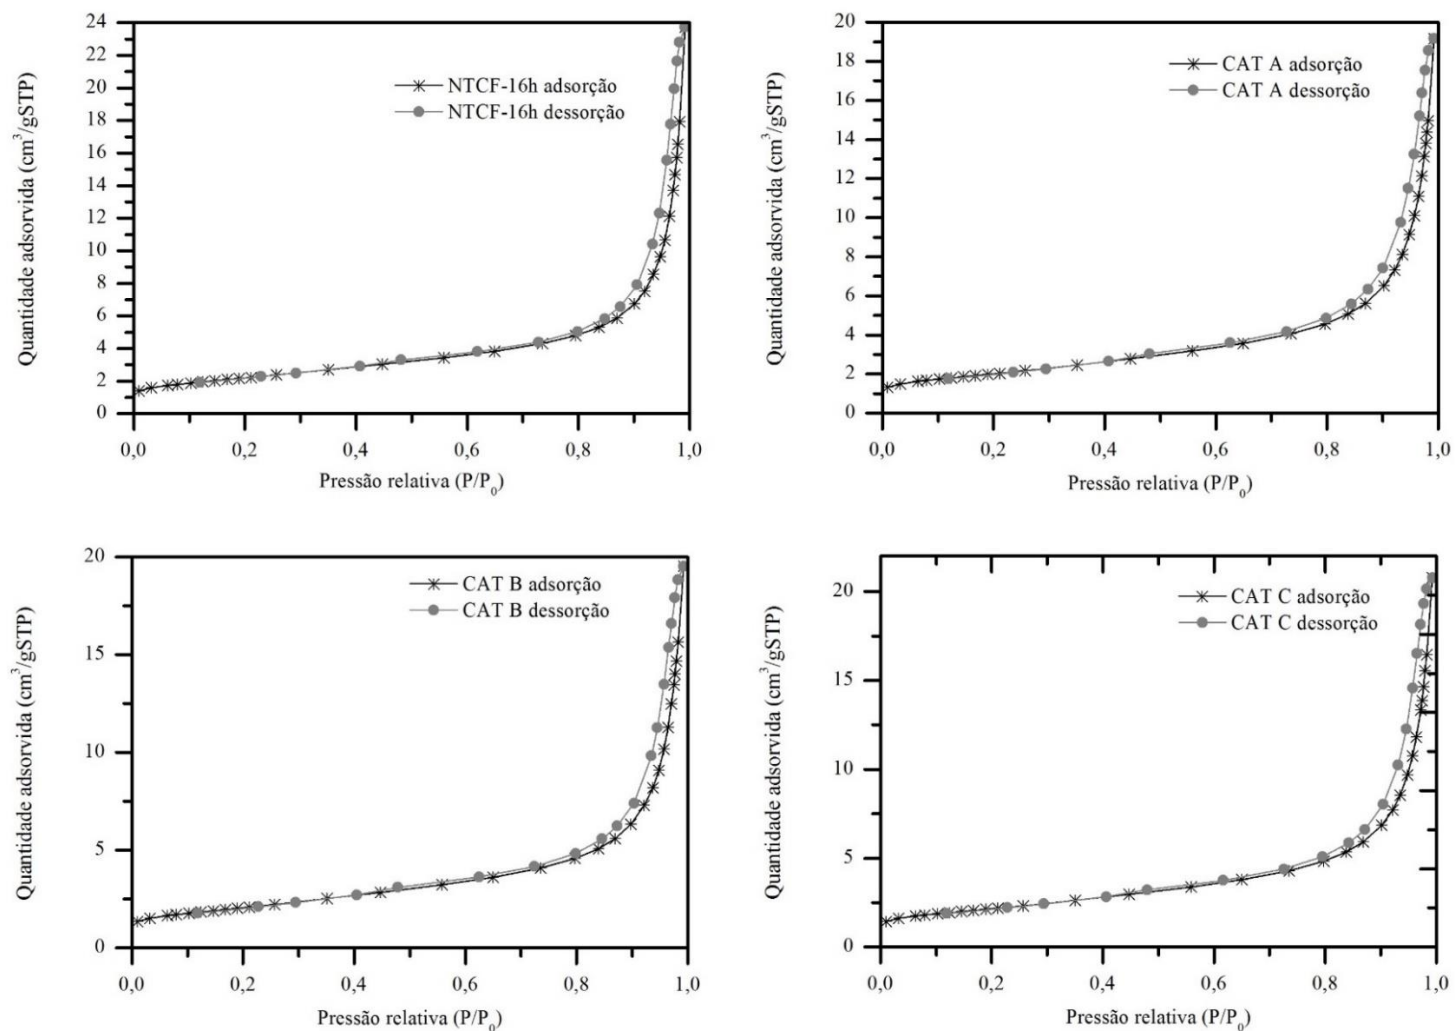 24
22
20
18
16
14
12
10
8
6
4
2
0
Quantidade adsorvida (cm³/gSTP)
NTCF-16h adsorção
NTCF-16h dessorção
0,0 0,2 0,4 0,6 0,8 1,0
Pressão relativa (P/P₀)
20
18
16
14
12
10
8
6
4
2
0
Quantidade adsorvida (cm³/gSTP)
CAT A adsorção
CAT A dessorção
0,0 0,2 0,4 0,6 0,8 1,0
Pressão relativa (P/P₀)
20
15
10
5
0
Quantidade adsorvida (cm³/gSTP)
CAT B adsorção
CAT B dessorção
0,0 0,2 0,4 0,6 0,8 1,0
Pressão relativa (P/P₀)
20
15
10
5
0
Quantidade adsorvida (cm³/gSTP)
CAT C adsorção
CAT C dessorção
0,0 0,2 0,4 0,6 0,8 1,0
Pressão relativa (P/P₀)